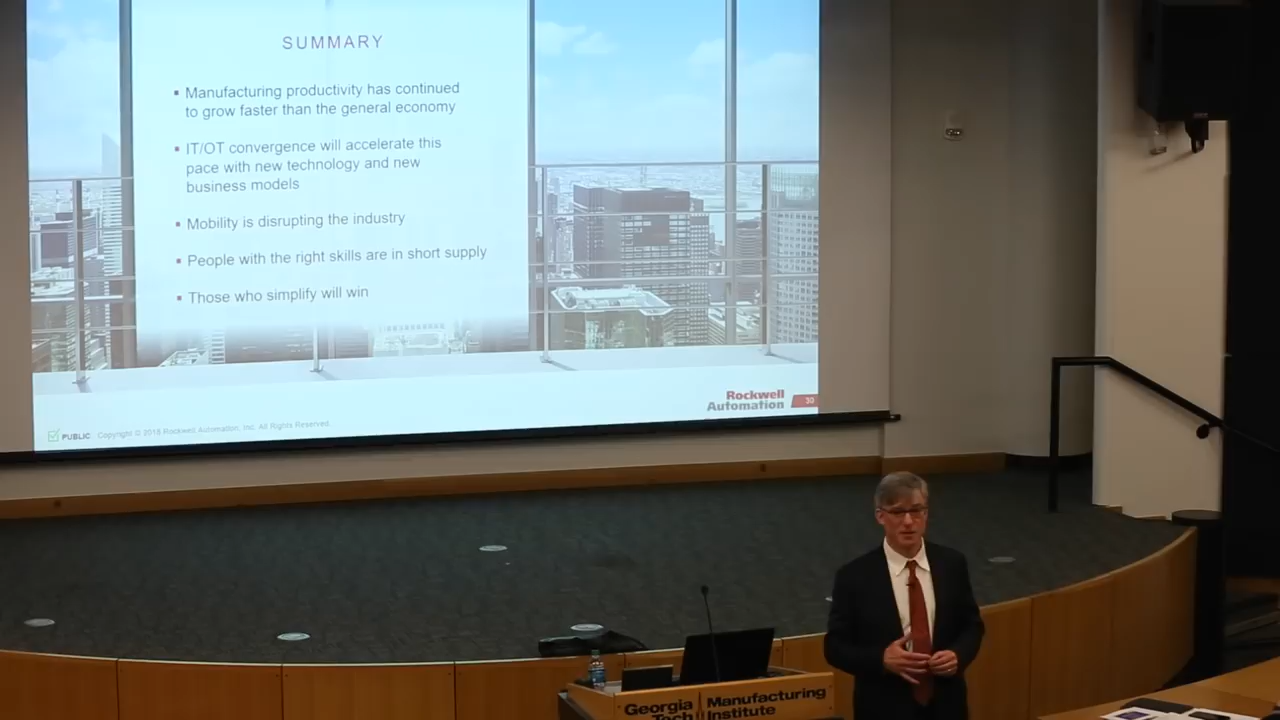 SUMMARY
▪ Manufacturing productivity has continued
to grow faster than the general economy
▪ IT/OT convergence will accelerate this
pace with new technology and new
business models
▪ Mobility is disrupting the industry
▪ People with the right skills are in short supply
▪ Those who simplify will win
Rockwell
Automation
30
PUBLIC Copyright © 2018 Rockwell Automation, Inc. All Rights Reserved.
Georgia Manufacturing
Tech Institute